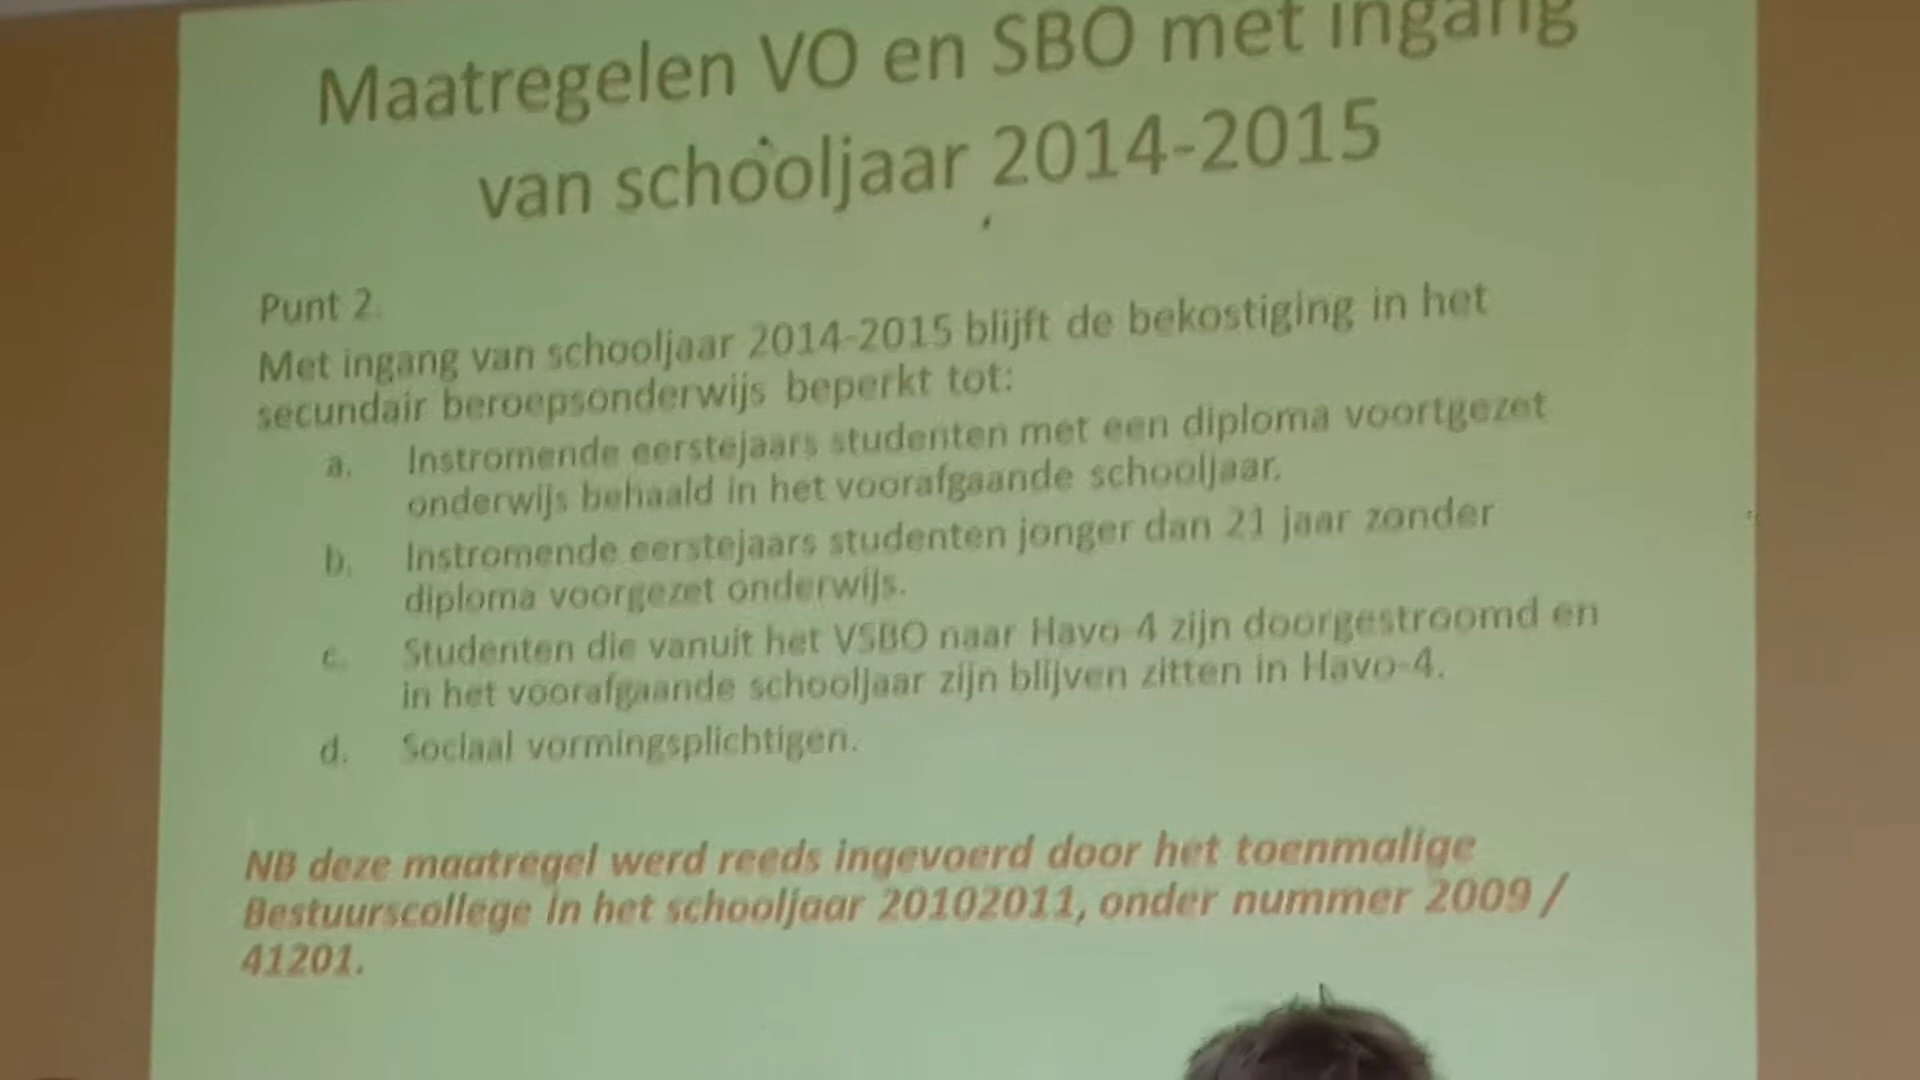 Maatregelen VO en SBO met ingang
van schooljaar 2014-2015
Punt 2.
Met ingang van schooljaar 2014-2015 blijft de bekostiging in het
secundair beroepsonderwijs beperkt tot:
a. Instromende eerstejaars studenten met een diploma voortgezet
onderwijs behaald in het voorafgaande schooljaar.
b. Instromende eerstejaars studenten jonger dan 21 jaar zonder
diploma voorgezet onderwijs.
c. Studenten die vanuit het VSBO naar Havo 4 zijn doorgestroomd en
in het voorafgaande schooljaar zijn blijven zitten in Havo-4.
d. Sociaal vormingsplichtigen.
NB deze maatregel werd reeds ingevoerd door het toenmalige
Bestuurscollege in het schooljaar 20102011, onder nummer 2009 /
41201.